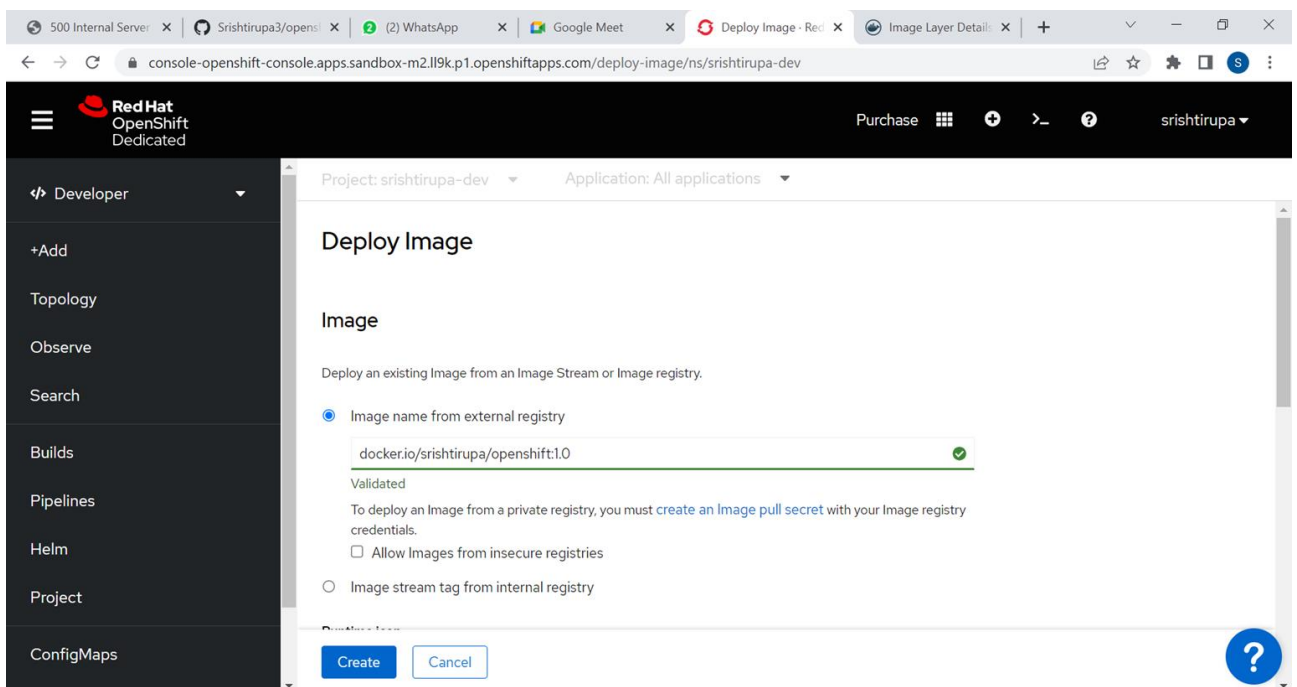 500 Internal Server
Srishtirupa3/opens
(2) WhatsApp
Google Meet
Deploy Image · Red
Image Layer Details
console-openshift-console.apps.sandbox-m2.ll9k.p1.openshiftapps.com/deploy-image/ns/srishtirupa-dev
S
Red Hat
OpenShift
Dedicated
Purchase
srishtirupa
Developer
+Add
Topology
Observe
Search
Builds
Pipelines
Helm
Project
ConfigMaps
Project: srishtirupa-dev
Application: All applications
Deploy Image
Image
Deploy an existing Image from an Image Stream or Image registry.
Image name from external registry
docker.io/srishtirupa/openshift:1.0
Validated
To deploy an Image from a private registry, you must create an Image pull secret with your Image registry
credentials.
Allow Images from insecure registries
Image stream tag from internal registry
Create
Cancel
?